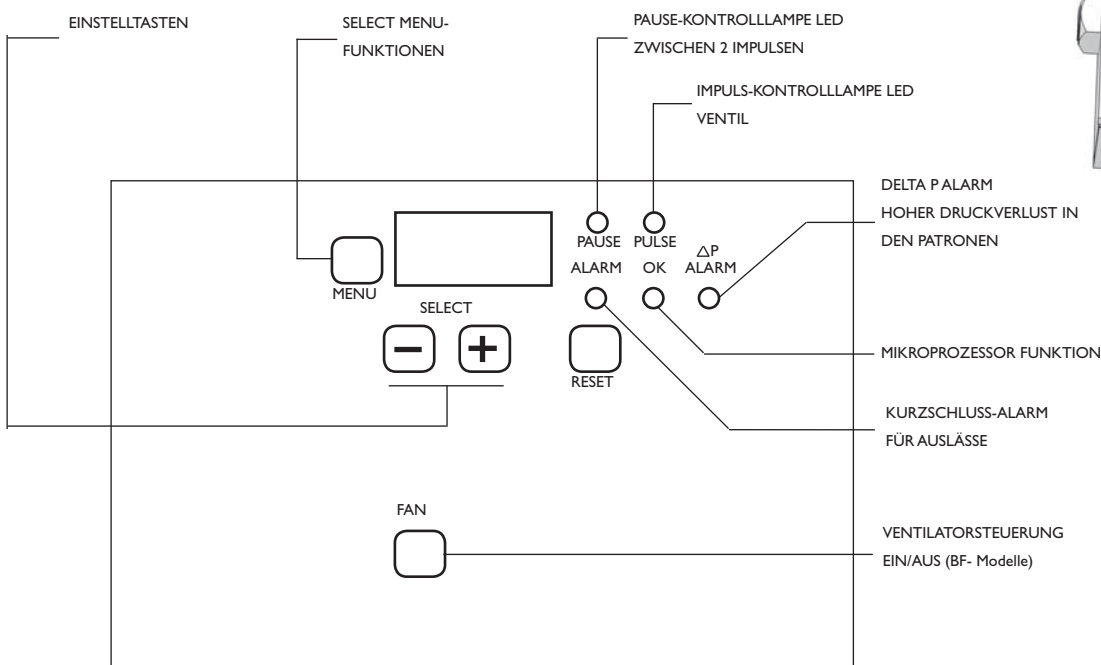 EINSTELLTASTEN
SELECT MENU-
FUNKTIONEN
PAUSE-KONTROLLLAMPE LED
ZWISCHEN 2 IMPULSEN
IMPULS-KONTROLLLAMPE LED
VENTIL
DELTA P ALARM
HOHER DRUCKVERLUST IN
DEN PATRONEN
PAUSE
PULSE
△P
ALARM
OK
ALARM
MENU
SELECT
− +
RESET
MIKROPROZESSOR FUNKTION
KURZSCHLUSS-ALARM
FÜR AUSLÄSSE
FAN
VENTILATORSTEUERUNG
EIN/AUS (BF- Modelle)